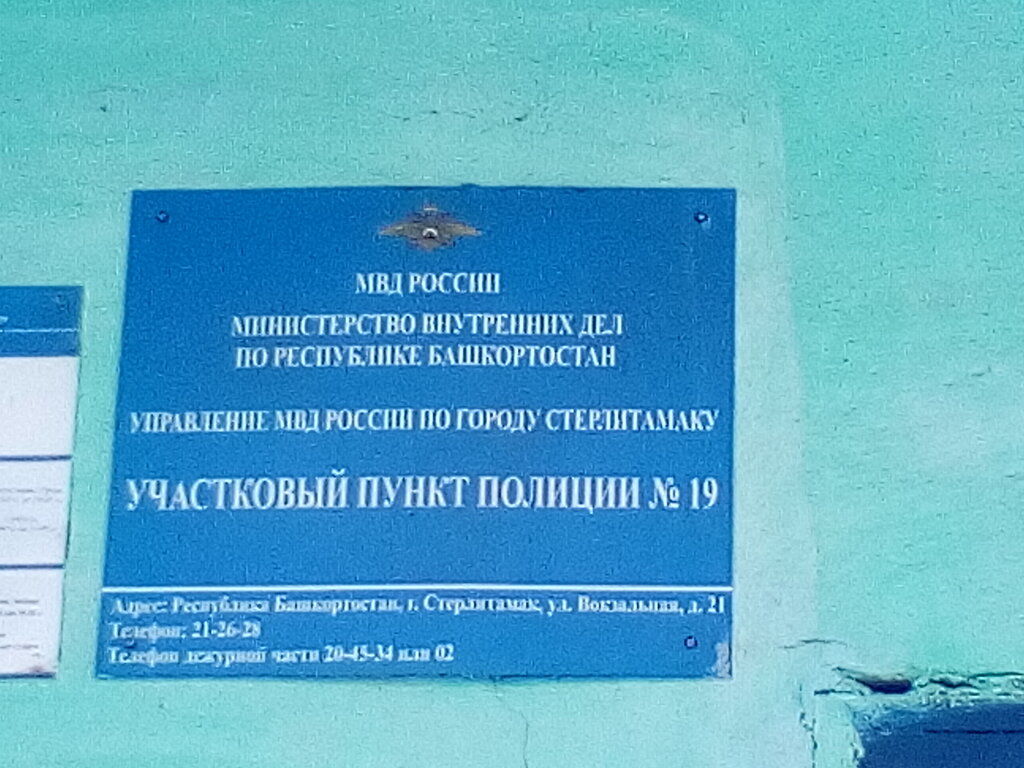 МВД РОССИИ
МИНИСТЕРСТВО ВНУТРЕННИХ ДЕЛ
ПО РЕСПУБЛИКЕ БАШКОРТОСТАН
УПРАВЛЕНИЕ МВД РОССИИ ПО ГОРОДУ СТЕРЛИТАМАКУ
УЧАСТКОВЫЙ ПУНКТ ПОЛИЦИИ № 19
Адрес: Республика Башкортостан, г. Стерлитамак, ул. Вокзальная, д. 21
Телефон: 21-26-28
Телефон дежурной части 20-45-34 или 02